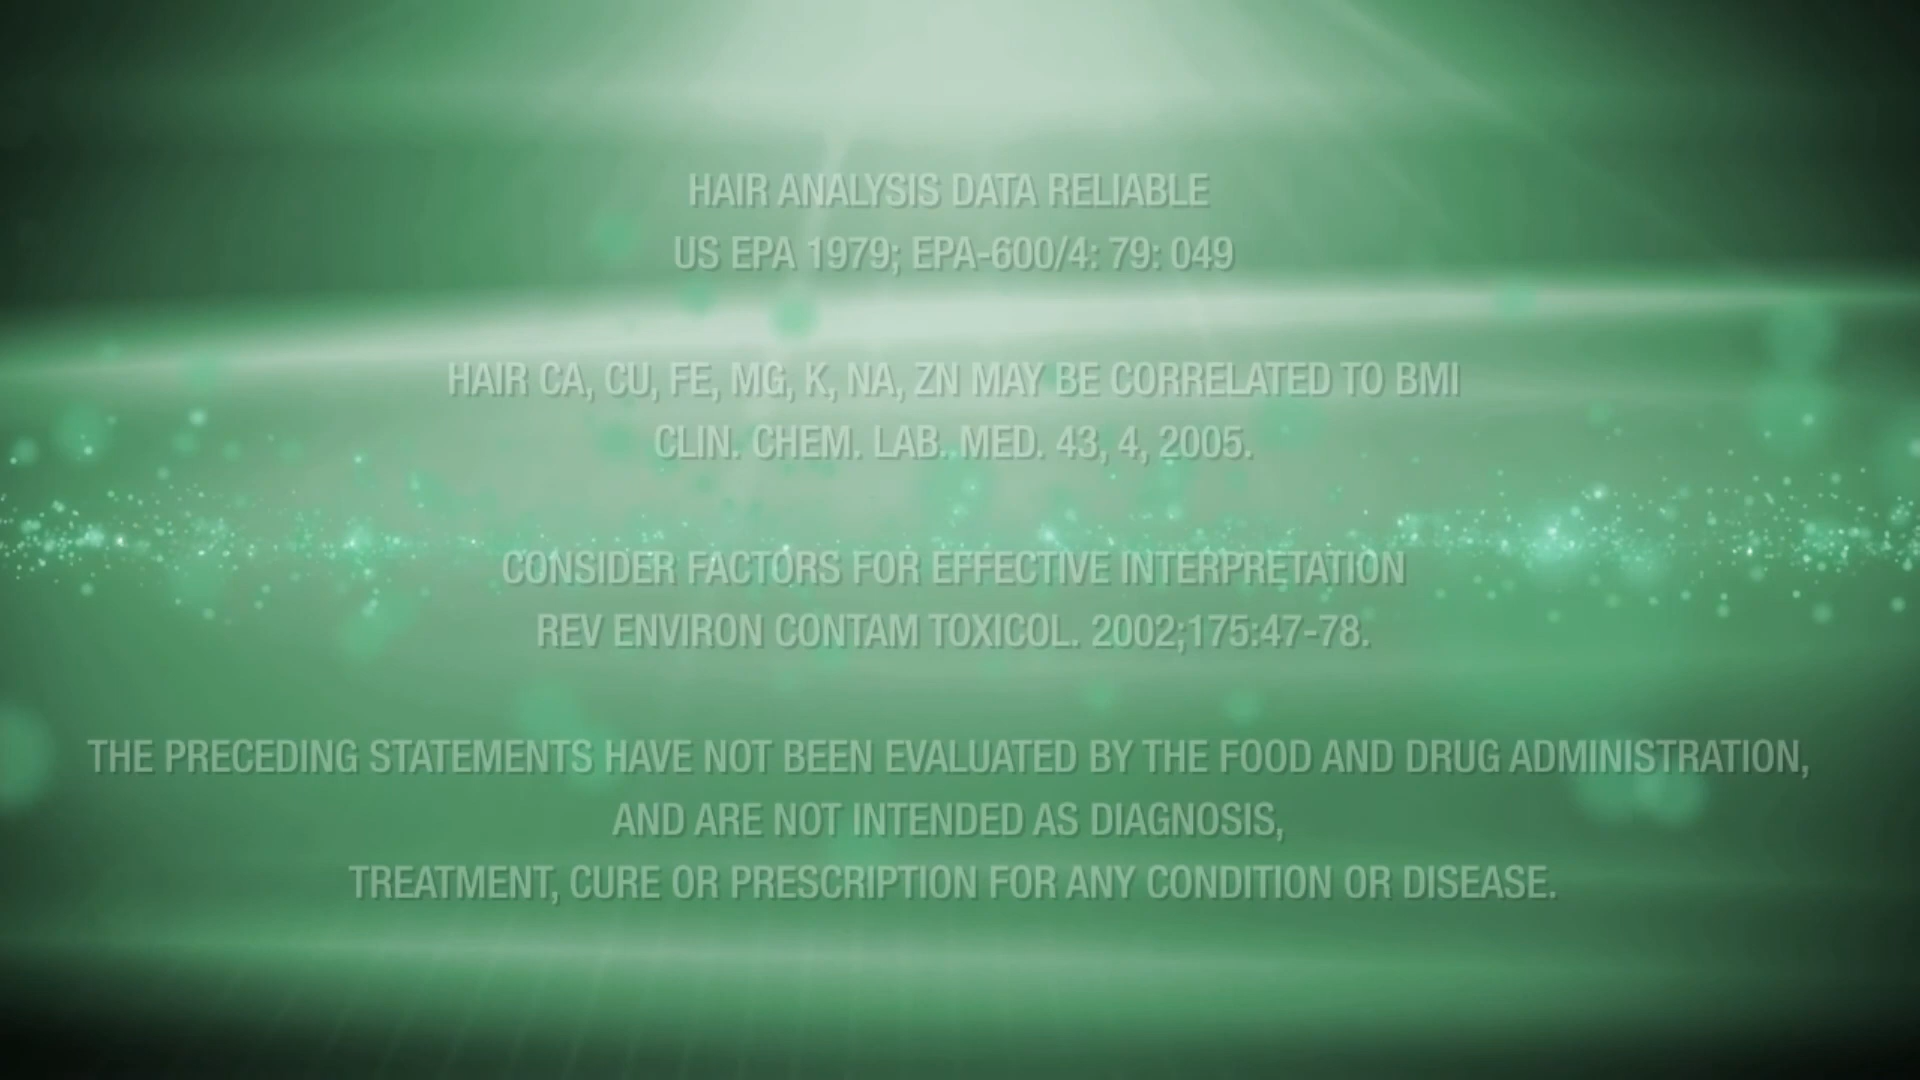 HAIR ANALYSIS DATA RELIABLE
US EPA 1979; EPA-600/4: 79: 049
HAIR CA, CU, FE, MG, K, NA, ZN MAY BE CORRELATED TO BMI
CLIN. CHEM. LAB. MED. 43, 4, 2005.
CONSIDER FACTORS FOR EFFECTIVE INTERPRETATION
REV ENVIRON CONTAM TOXICOL. 2002;175:47-78.
THE PRECEDING STATEMENTS HAVE NOT BEEN EVALUATED BY THE FOOD AND DRUG ADMINISTRATION,
AND ARE NOT INTENDED AS DIAGNOSIS,
TREATMENT, CURE OR PRESCRIPTION FOR ANY CONDITION OR DISEASE.